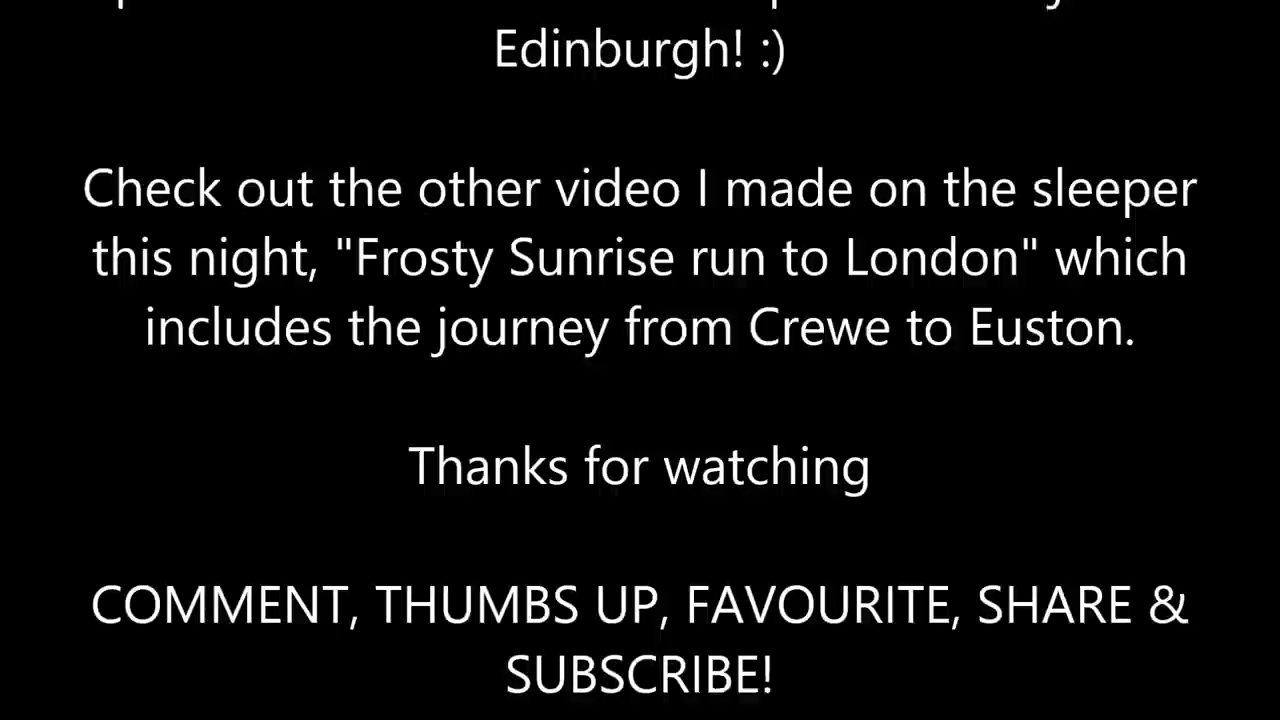 Edinburgh! :)
Check out the other video I made on the sleeper
this night, "Frosty Sunrise run to London" which
includes the journey from Crewe to Euston.
Thanks for watching
COMMENT, THUMBS UP, FAVOURITE, SHARE &
SUBSCRIBE!